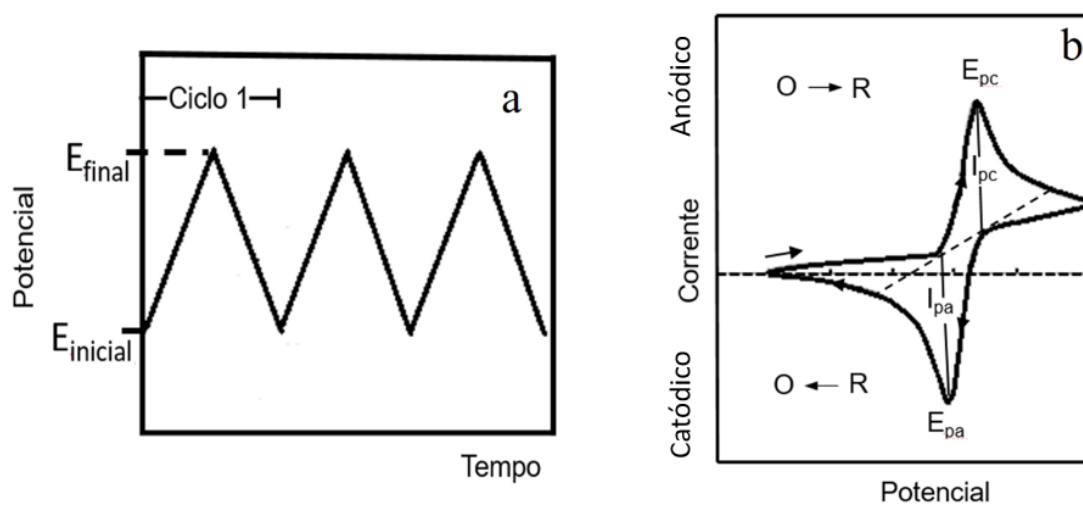 a
Ciclo 1
E_final
Potencial
E_inicial
Tempo
b
Anódico
Corrente
Catódico
O → R
E_pc
I_pc
I_pa
O ← R
E_pa
Potencial